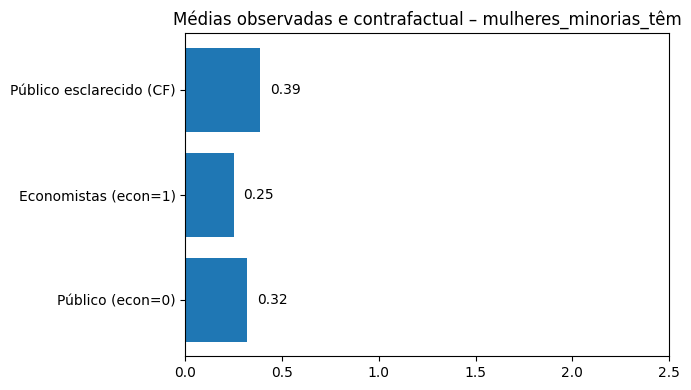 Médias observadas e contrafactual – mulheres_minorias_têm
Público esclarecido (CF)
0.39
Economistas (econ=1)
0.25
Público (econ=0)
0.32
0.0 0.5 1.0 1.5 2.0 2.5